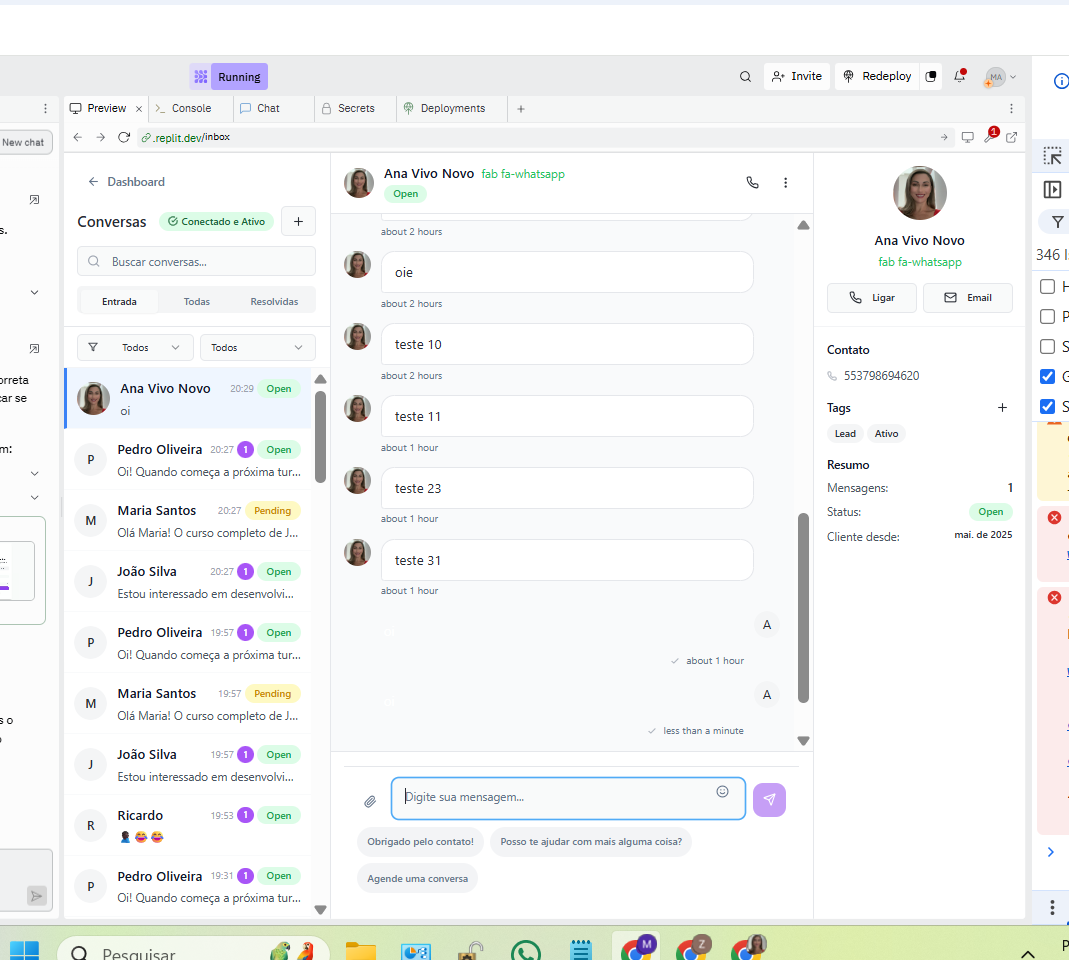 Running
Invite
Redeploy
MA
Preview
Console
Chat
Secrets
Deployments
New chat
.replit.dev/inbox
1
s.
orreta
car se
m:
s o
Dashboard
Conversas
Conectado e Ativo
Buscar conversas...
Entrada
Todas
Resolvidas
Todos
Todos
Ana Vivo Novo 20:29 Open
oi
P
Pedro Oliveira 20:27 1 Open
Oi! Quando começa a próxima tur...
M
Maria Santos 20:27 Pending
Olá Maria! O curso completo de J...
J
João Silva 20:27 1 Open
Estou interessado em desenvolvi...
P
Pedro Oliveira 19:57 1 Open
Oi! Quando começa a próxima tur...
M
Maria Santos 19:57 Pending
Olá Maria! O curso completo de J...
J
João Silva 19:57 1 Open
Estou interessado em desenvolvi...
R
Ricardo 19:53 1 Open
P
Pedro Oliveira 19:31 1 Open
Oi! Quando começa a próxima tur...
Ana Vivo Novo fab fa-whatsapp
Open
about 2 hours
oie
about 2 hours
teste 10
about 2 hours
teste 11
about 1 hour
teste 23
about 1 hour
teste 31
about 1 hour
A
about 1 hour
A
less than a minute
Digite sua mensagem...
Obrigado pelo contato!
Posso te ajudar com mais alguma coisa?
Agende uma conversa
Ana Vivo Novo
fab fa-whatsapp
Ligar
Email
Contato
553798694620
Tags
Lead
Ativo
Resumo
Mensagens: 1
Status: Open
Cliente desde: mai. de 2025
346
Pesquisar
M
Z